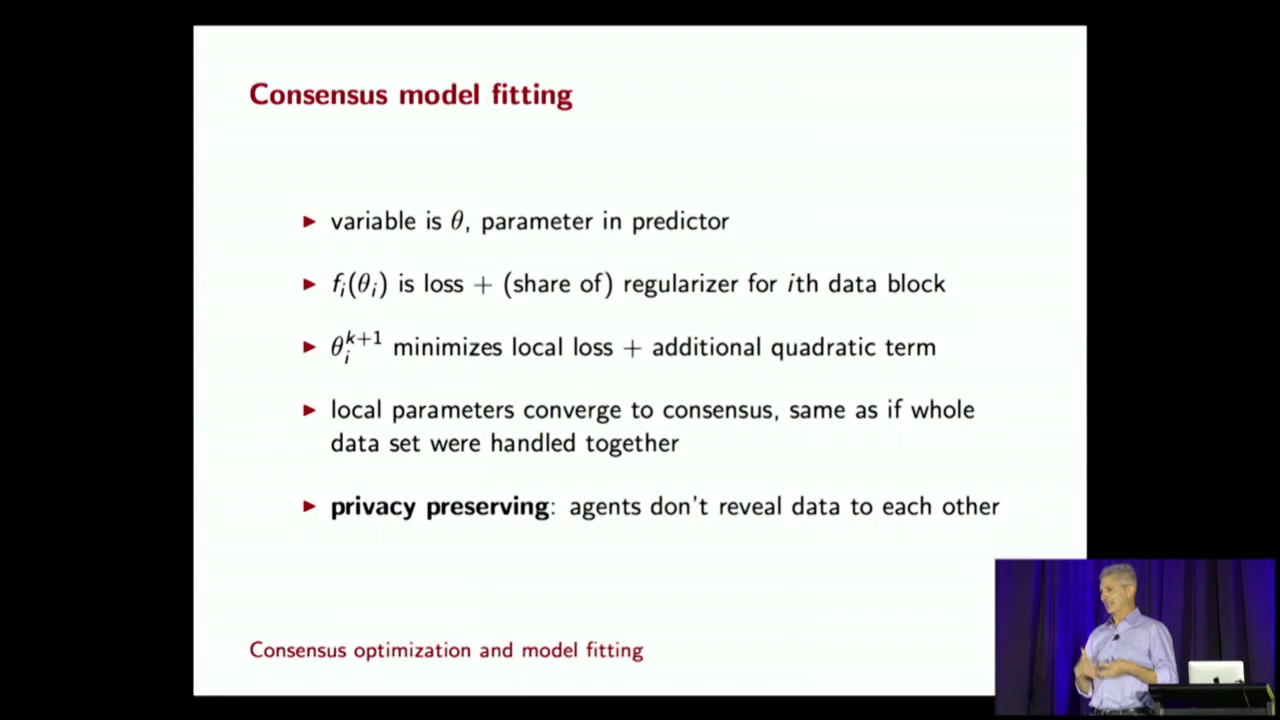 Consensus model fitting
▶ variable is θ, parameter in predictor
▶ fᵢ(θᵢ) is loss + (share of) regularizer for ith data block
▶ θᵢᵏ⁺¹ minimizes local loss + additional quadratic term
▶ local parameters converge to consensus, same as if whole
data set were handled together
▶ privacy preserving: agents don't reveal data to each other
Consensus optimization and model fitting